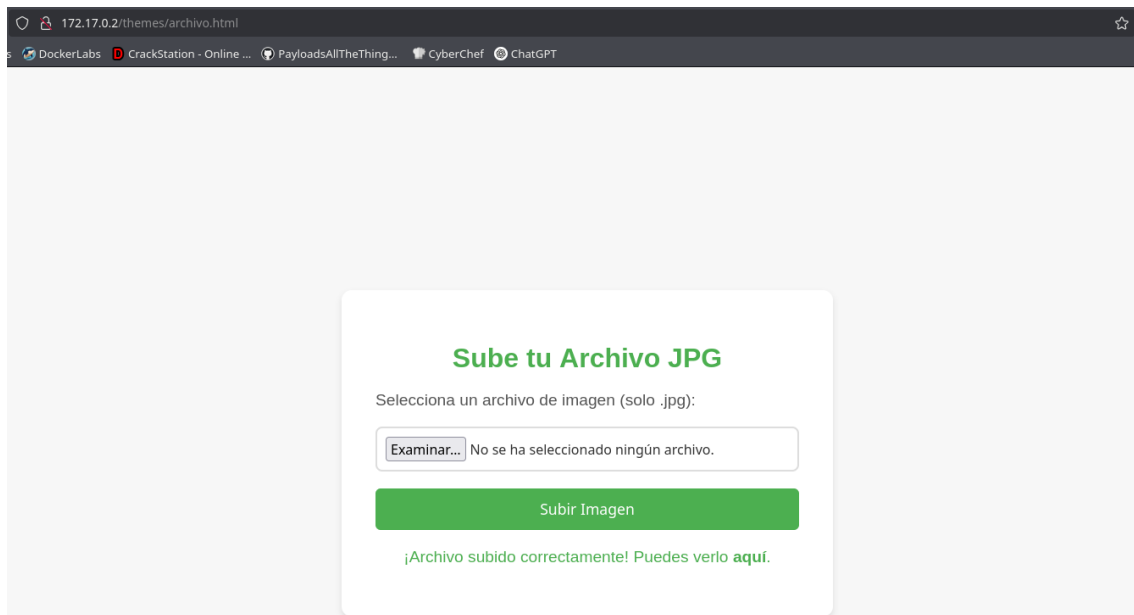 172.17.0.2/themes/archivo.html
s DockerLabs CrackStation - Online ... PayloadsAllTheThing... CyberChef ChatGPT
Sube tu Archivo JPG
Selecciona un archivo de imagen (solo .jpg):
Examinar... No se ha seleccionado ningún archivo.
Subir Imagen
¡Archivo subido correctamente! Puedes verlo aquí.